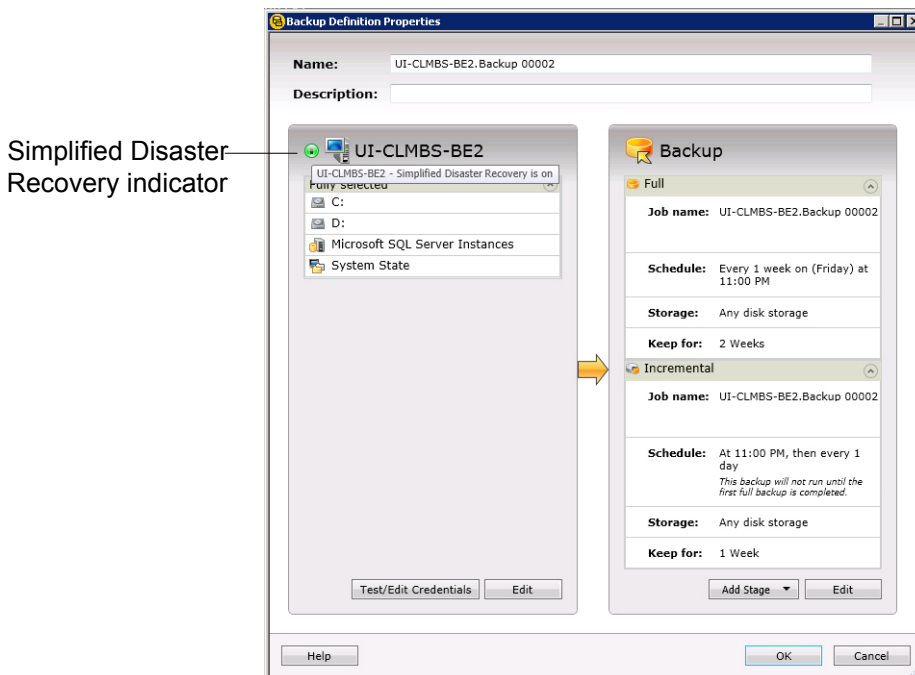 Backup Definition Properties
Name: UI-CLMBS-BE2.Backup 00002
Description:
Simplified Disaster
Recovery indicator
UI-CLMBS-BE2
UI-CLMBS-BE2 - Simplified Disaster Recovery is on
Fully selected
C:
D:
Microsoft SQL Server Instances
System State
Test/Edit Credentials Edit
Backup
Full
Job name: UI-CLMBS-BE2.Backup 00002
Schedule: Every 1 week on (Friday) at
11:00 PM
Storage: Any disk storage
Keep for: 2 Weeks
Incremental
Job name: UI-CLMBS-BE2.Backup 00002
Schedule: At 11:00 PM, then every 1
day
This backup will not run until the
first full backup is completed.
Storage: Any disk storage
Keep for: 1 Week
Add Stage Edit
Help OK Cancel